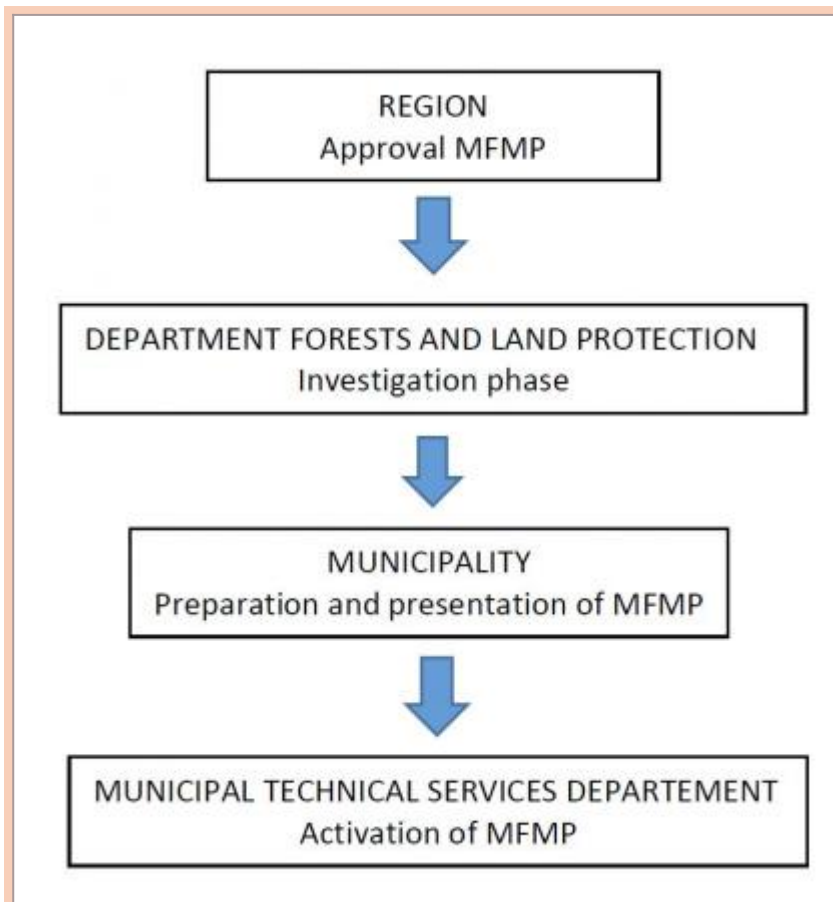 REGION
Approval MFMP
DEPARTMENT FORESTS AND LAND PROTECTION
Investigation phase
MUNICIPALITY
Preparation and presentation of MFMP
MUNICIPAL TECHNICAL SERVICES DEPARTEMENT
Activation of MFMP